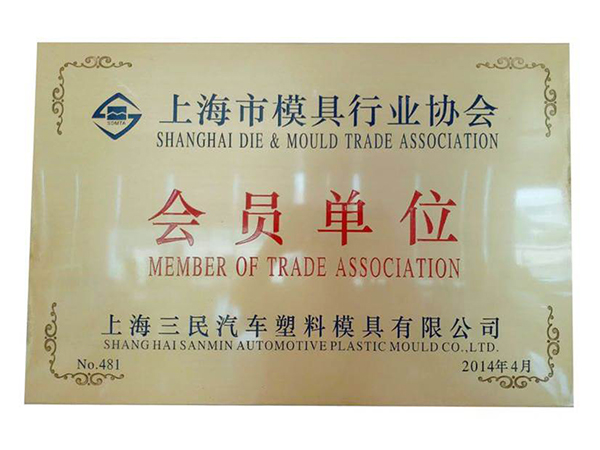 SDMTA
上海市模具行业协会
SHANGHAI DIE & MOULD TRADE ASSOCIATION
会员单位
MEMBER OF TRADE ASSOCIATION
上海三民汽车塑料模具有限公司
SHANG HAI SANMIN AUTOMOTIVE PLASTIC MOULD CO.,LTD.
No.481
2014年4月